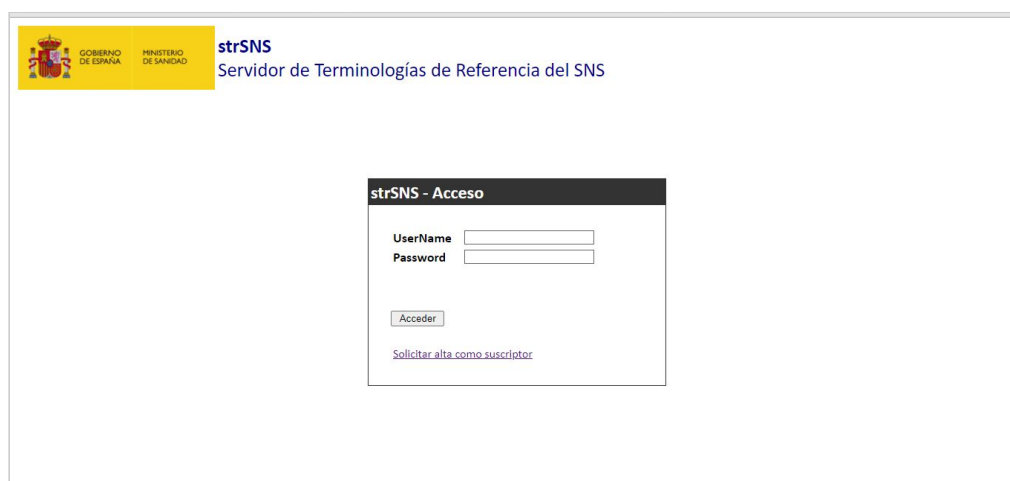 GOBIERNO
DE ESPAÑA
MINISTERIO
DE SANIDAD
strSNS
Servidor de Terminologías de Referencia del SNS
strSNS - Acceso
UserName
Password
Acceder
Solicitar alta como suscriptor